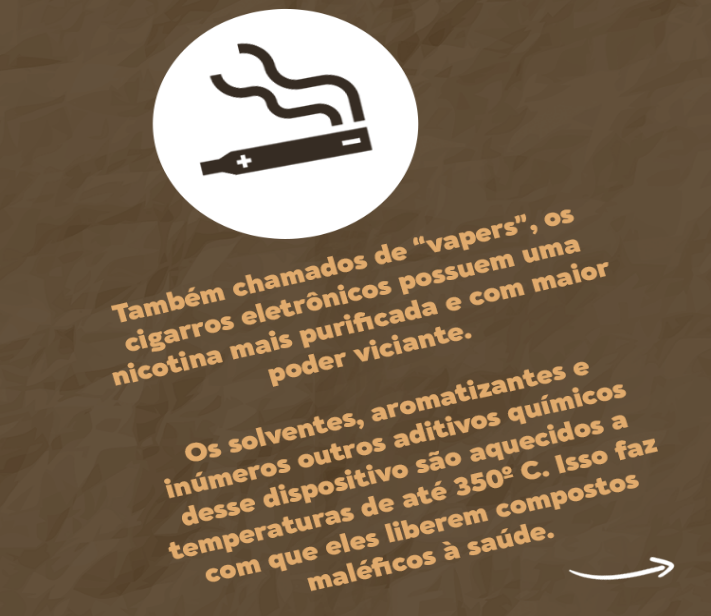 Também chamados de “vapers”, os
cigarros eletrônicos possuem uma
nicotina mais purificada e com maior
poder viciante.
Os solventes, aromatizantes e
inúmeros outros aditivos químicos
desse dispositivo são aquecidos a
temperaturas de até 350º C. Isso faz
com que eles liberem compostos
maléficos à saúde.